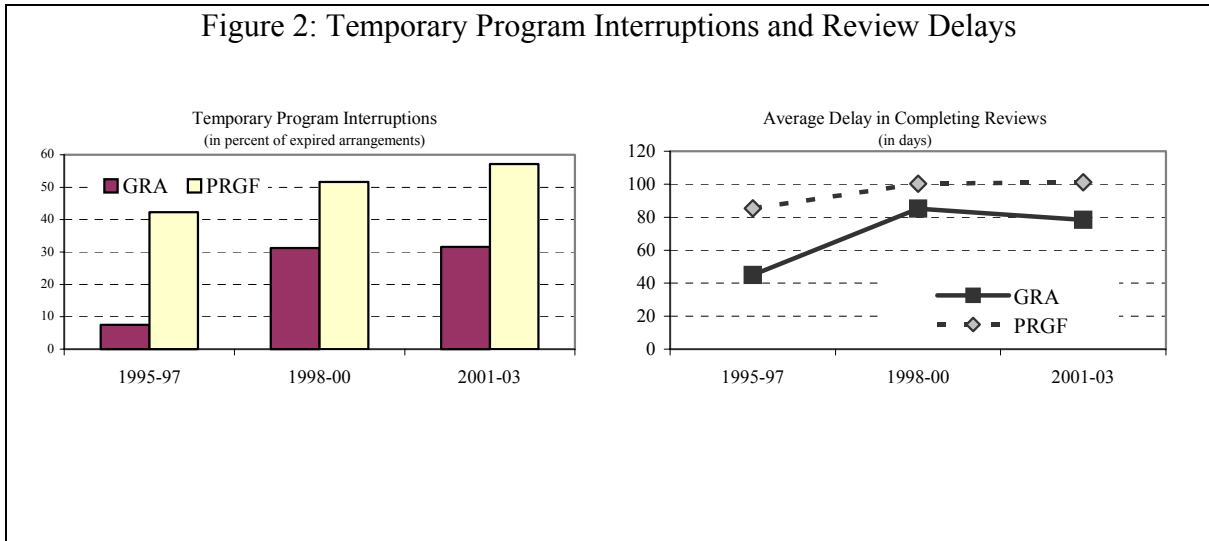 Figure 2: Temporary Program Interruptions and Review Delays
Temporary Program Interruptions
(in percent of expired arrangements)
60
50
40
30
20
10
0
GRA PRGF
1995-97 1998-00 2001-03
Average Delay in Completing Reviews
(in days)
120
100
80
60
40
20
0
GRA
PRGF
1995-97 1998-00 2001-03